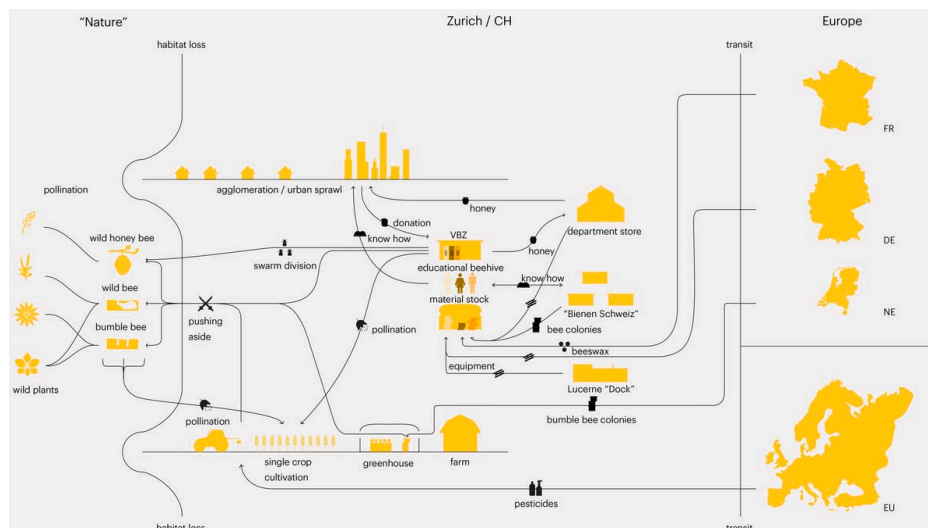 “Nature”
Zurich / CH
Europe
habitat loss
transit
FR
agglomeration / urban sprawl
pollination
honey
donation
department store
wild honey bee
know how
VBZ
honey
DE
swarm division
educational beehive
know how
wild bee
material stock
“Bienen Schweiz”
NE
bumble bee
pushing
aside
pollination
bee colonies
beeswax
equipment
Lucerne “Dock”
wild plants
pollination
bumble bee colonies
single crop
cultivation
greenhouse
farm
pesticides
EU
habitat loss
transit